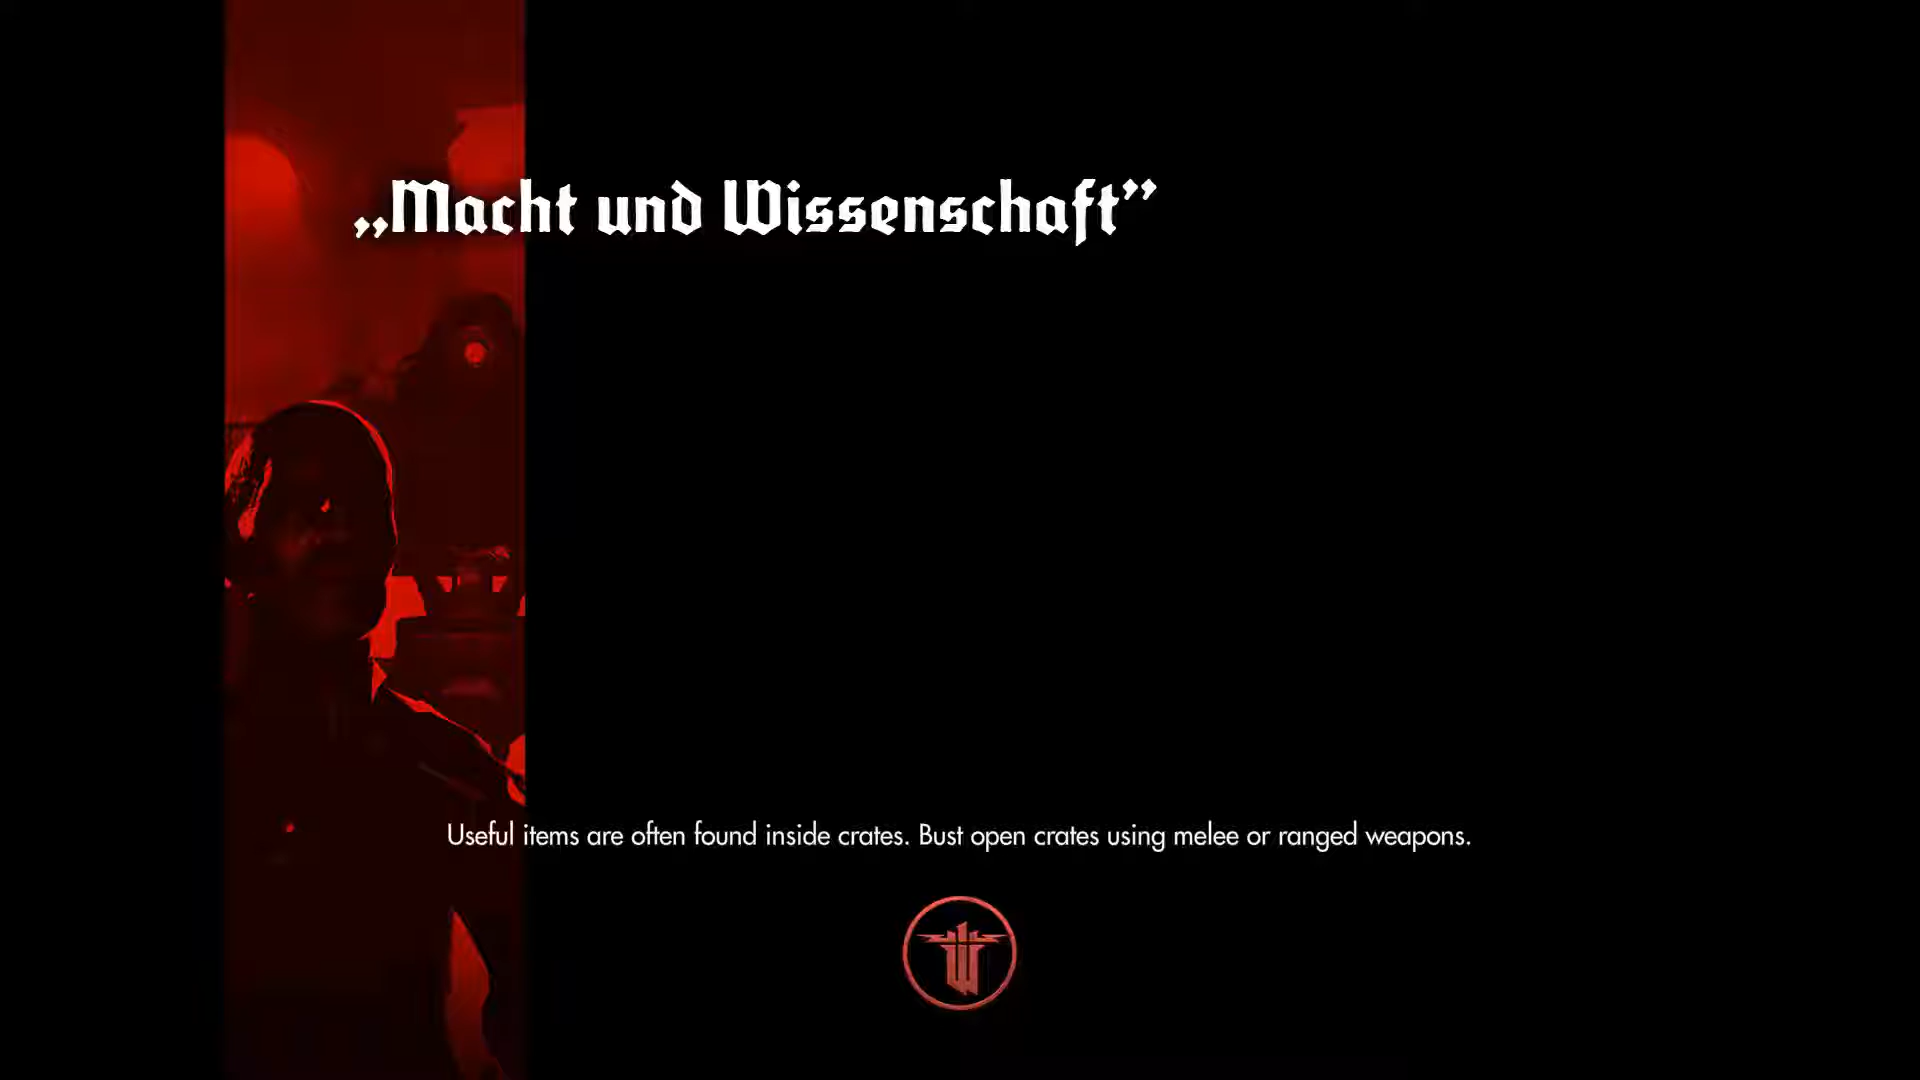 „Macht und Wissenschaft”
Useful items are often found inside crates. Bust open crates using melee or ranged weapons.